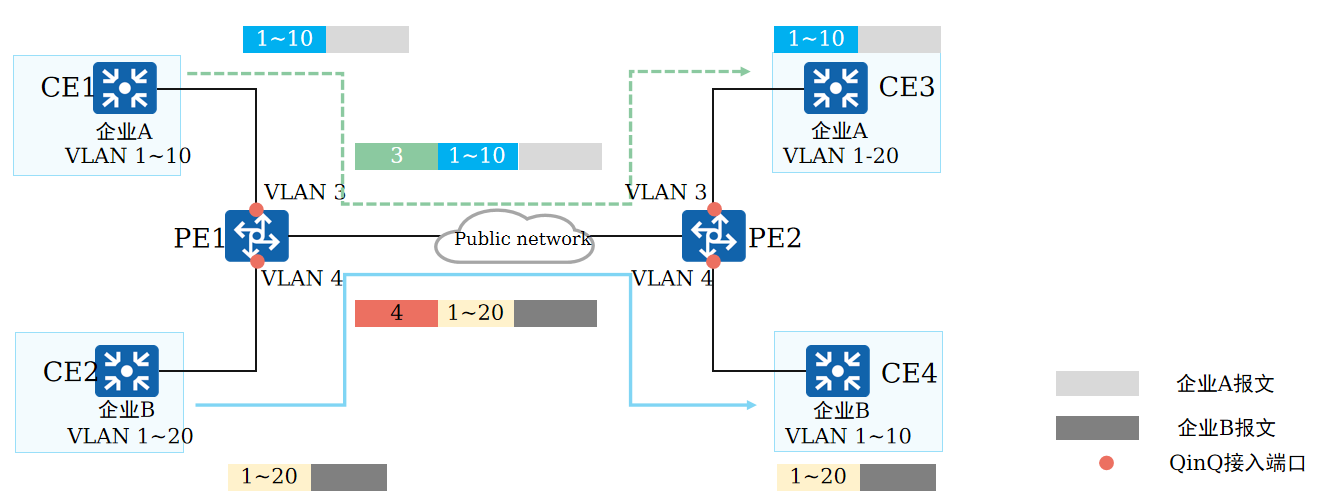 1~10
1~10
CE1
企业A
VLAN 1~10
CE3
企业A
VLAN 1-20
3
1~10
VLAN 3
VLAN 3
PE1
Public network
PE2
VLAN 4
VLAN 4
4
1~20
CE2
企业B
VLAN 1~20
CE4
企业B
VLAN 1~10
企业A报文
企业B报文
QinQ接入端口
1~20
1~20